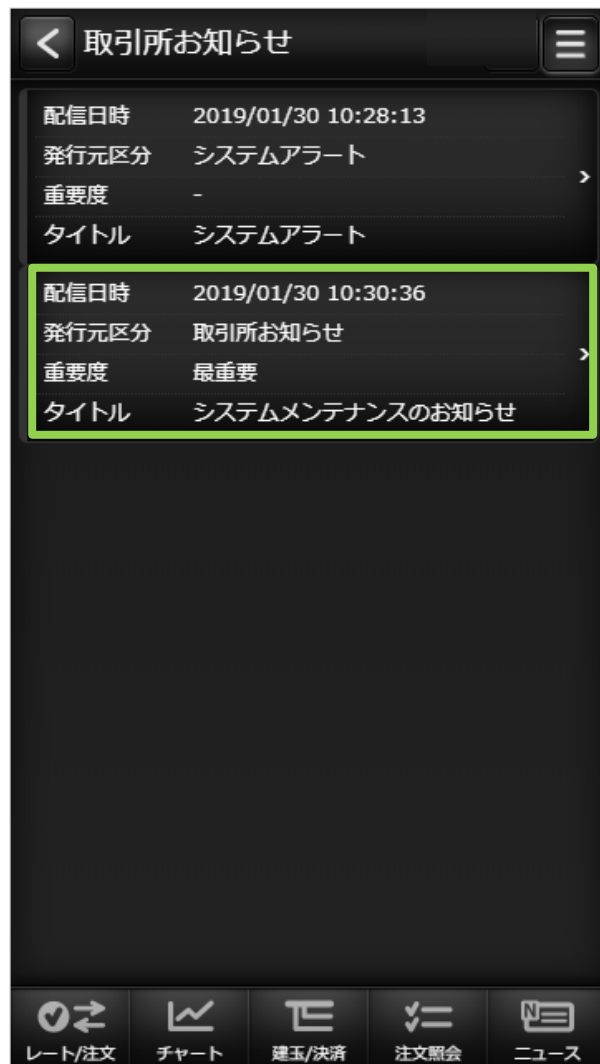 取引所お知らせ
配信日時 2019/01/30 10:28:13
発行元区分 システムアラート
重要度 -
タイトル システムアラート
配信日時 2019/01/30 10:30:36
発行元区分 取引所お知らせ
重要度 最重要
タイトル システムメンテナンスのお知らせ
レート/注文 チャート 建玉/決済 注文照会 ニュース